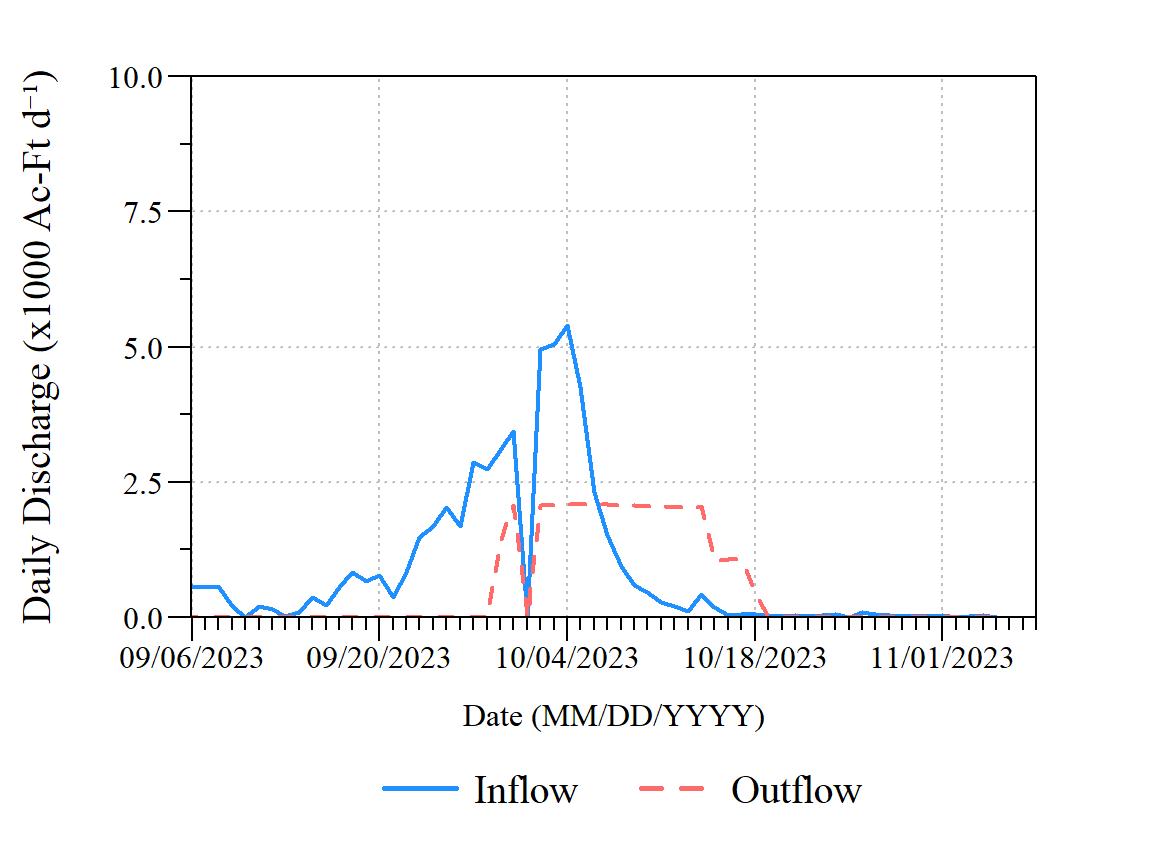 Daily Discharge (x1000 Ac-Ft d⁻¹)
10.0
7.5
5.0
2.5
0.0
09/06/2023 09/20/2023 10/04/2023 10/18/2023 11/01/2023
Date (MM/DD/YYYY)
Inflow Outflow